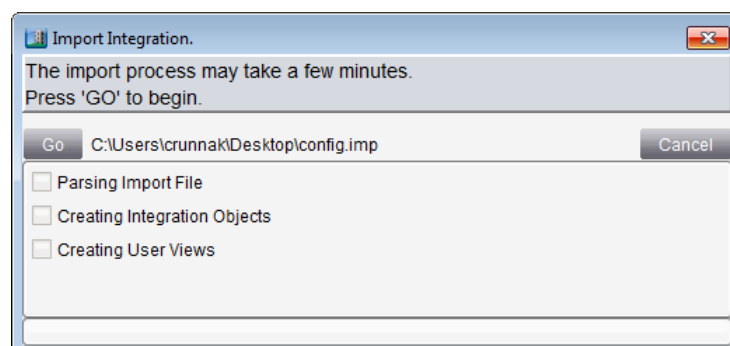 Import Integration.
The import process may take a few minutes.
Press 'GO' to begin.
Go C:\Users\crunnak\Desktop\config.imp Cancel
Parsing Import File
Creating Integration Objects
Creating User Views